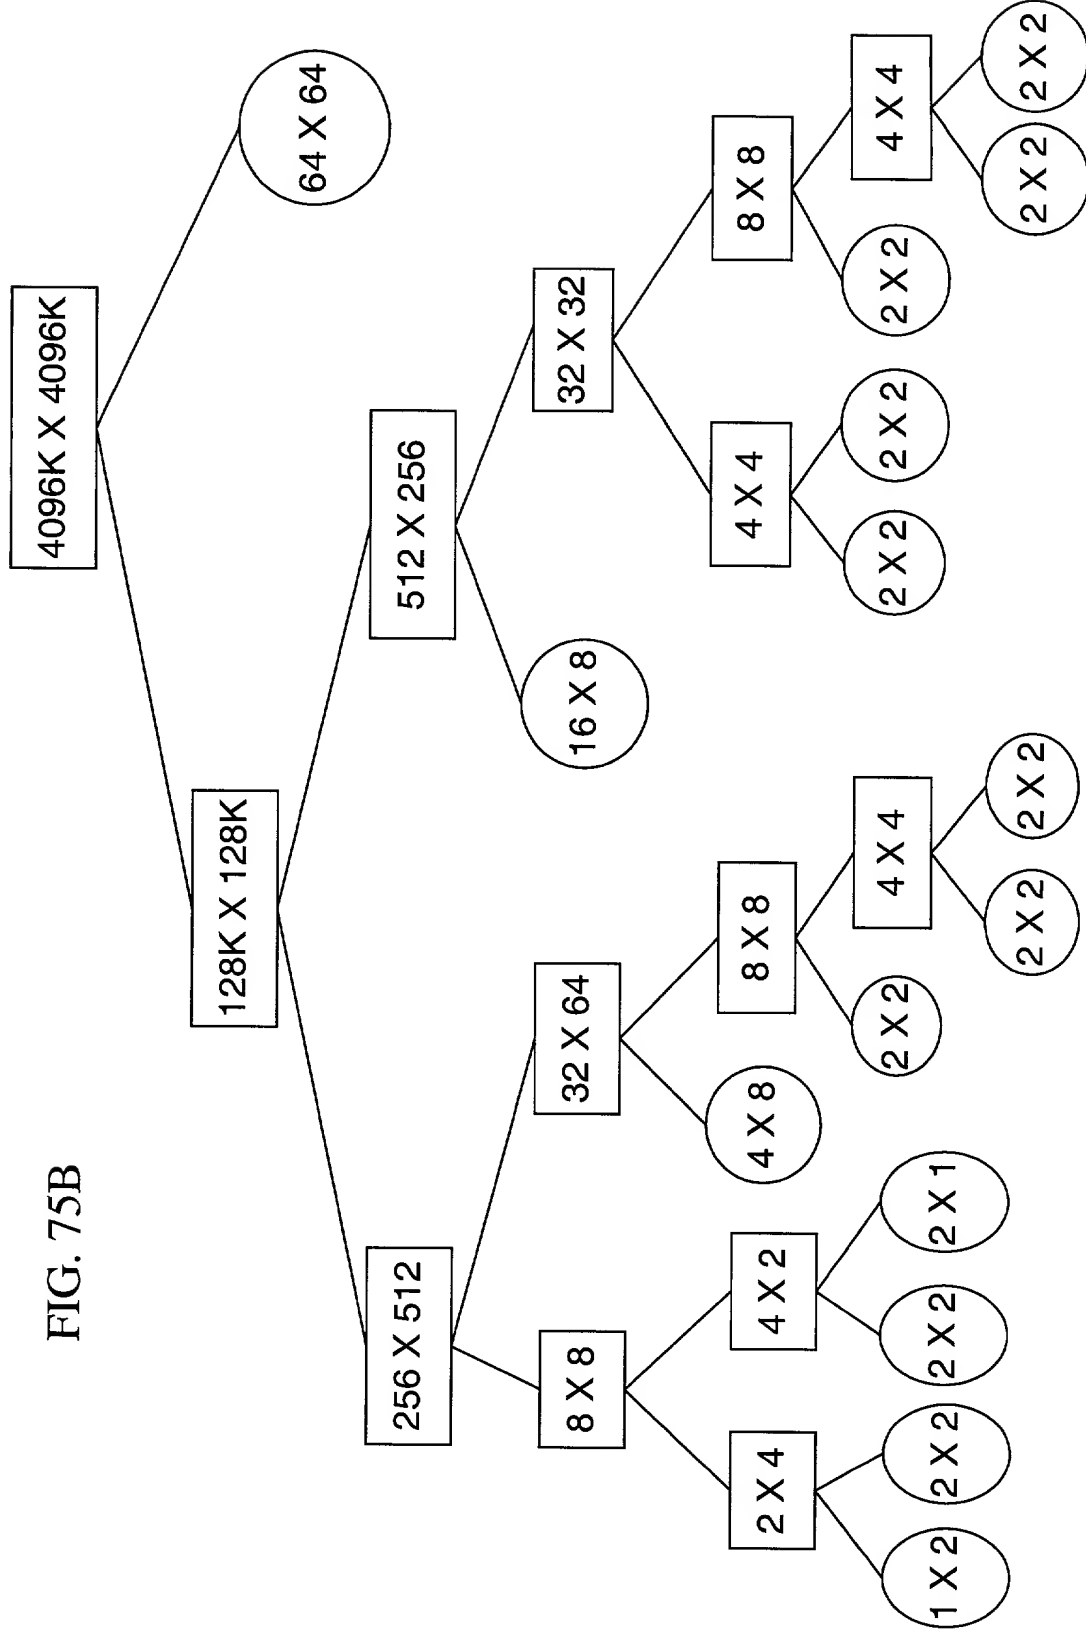 FIG. 75B
4096K X 4096K
128K X 128K
64 X 64
256 X 512
512 X 256
8 X 8
32 X 64
16 X 8
32 X 32
2 X 4
4 X 2
4 X 8
8 X 8
4 X 4
8 X 8
1 X 2
2 X 2
2 X 2
2 X 1
2 X 2
4 X 4
2 X 2
2 X 2
2 X 2
4 X 4
2 X 2
2 X 2
2 X 2
2 X 2